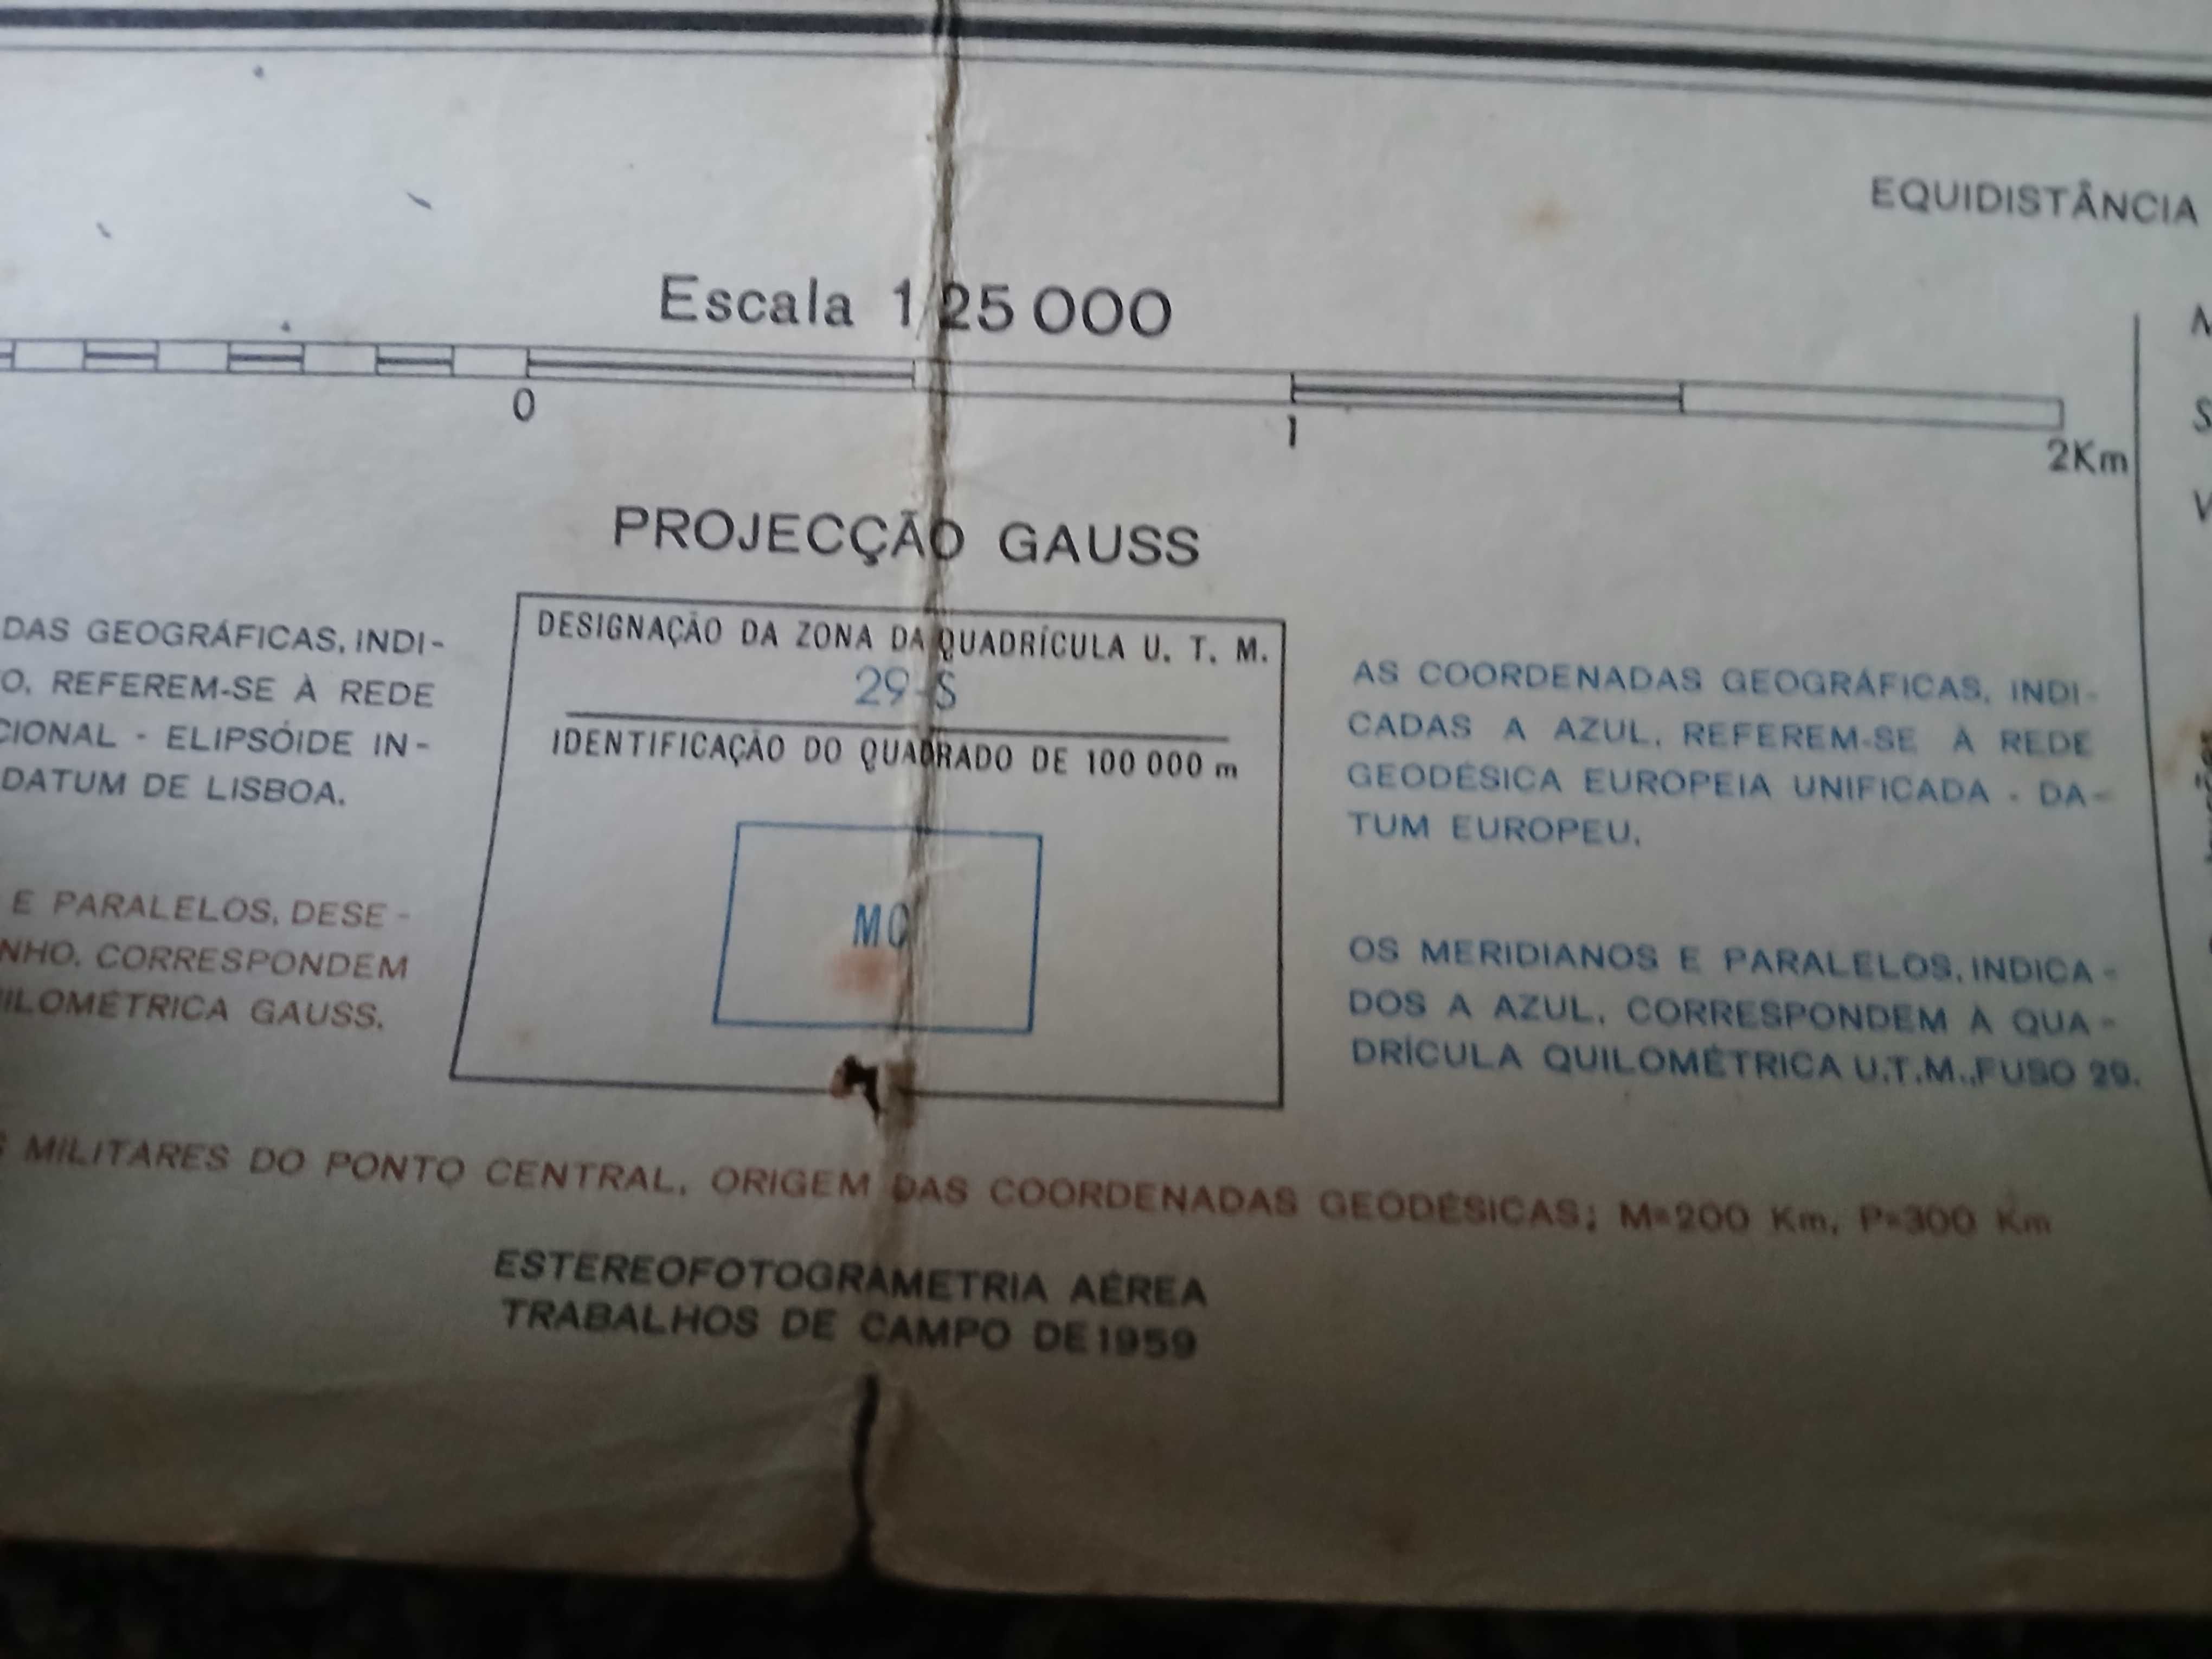 EQUIDISTÂNCIA
Escala 1/25 000
0
1
2Km
PROJECÇÃO GAUSS
DAS GEOGRÁFICAS, INDI-
O, REFEREM-SE À REDE
CIONAL - ELIPSÓIDE IN-
DATUM DE LISBOA.
E PARALELOS, DESE-
NHO, CORRESPONDEM
ILOMÉTRICA GAUSS.
DESIGNAÇÃO DA ZONA DA QUADRÍCULA U. T. M.
29-S
IDENTIFICAÇÃO DO QUADRADO DE 100 000 m
AS COORDENADAS GEOGRÁFICAS, INDI-
CADAS A AZUL, REFEREM-SE À REDE
GEODÉSICA EUROPEIA UNIFICADA - DA-
TUM EUROPEU.
OS MERIDIANOS E PARALELOS, INDICA-
DOS A AZUL, CORRESPONDEM À QUA-
DRÍCULA QUILOMÉTRICA U.T.M., FUSO 29.
S MILITARES DO PONTO CENTRAL, ORIGEM DAS COORDENADAS GEODÉSICAS; M=200 Km, P=300 Km
ESTEREOFOTOGRAMETRIA AÉREA
TRABALHOS DE CAMPO DE 1959